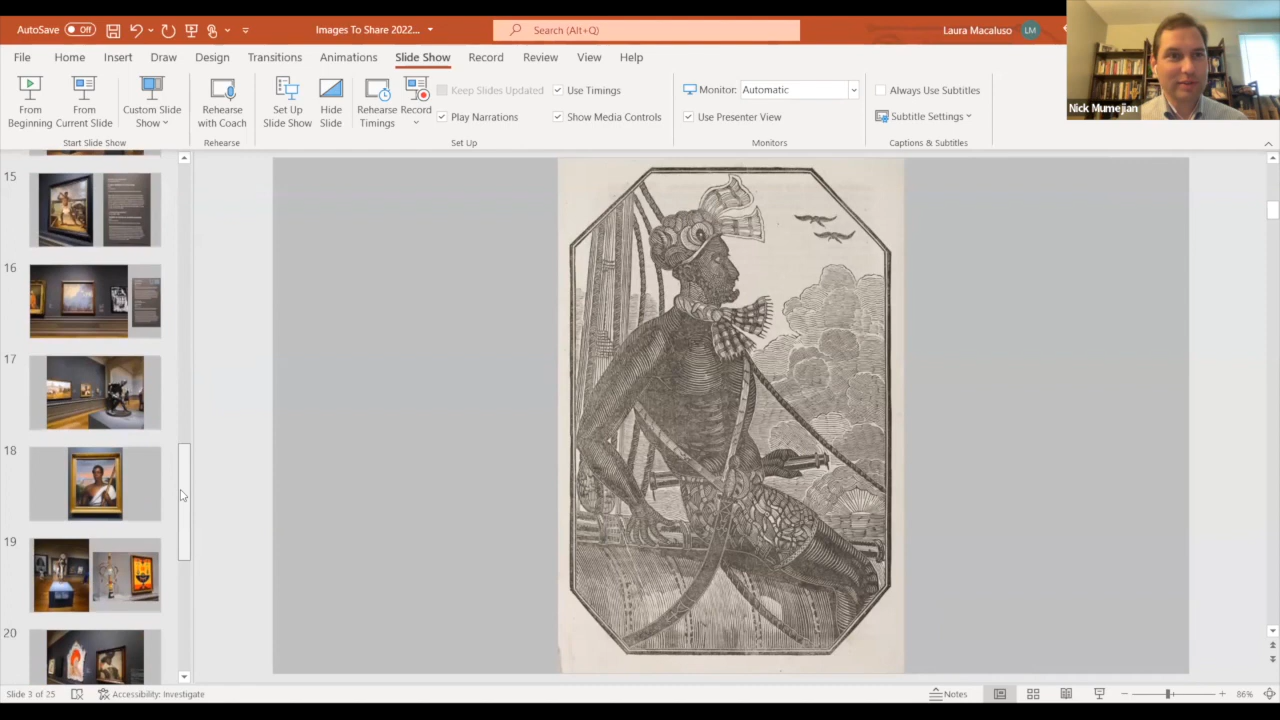 AutoSave Off Images To Share 2022... Search (Alt+Q) Laura Macaluso LM
File Home Insert Draw Design Transitions Animations Slide Show Record Review View Help
From Beginning
From Current Slide
Custom Slide Show
Start Slide Show
Rehearse with Coach
Rehearse
Set Up Slide Show
Hide Slide
Rehearse Timings
Record
Keep Slides Updated
Play Narrations
Use Timings
Show Media Controls
Set Up
Monitor: Automatic
Use Presenter View
Monitors
Always Use Subtitles
Subtitle Settings
Captions & Subtitles
Nick Mumejian
15
16
17
18
19
20
Slide 3 of 25 Accessibility: Investigate Notes 86%